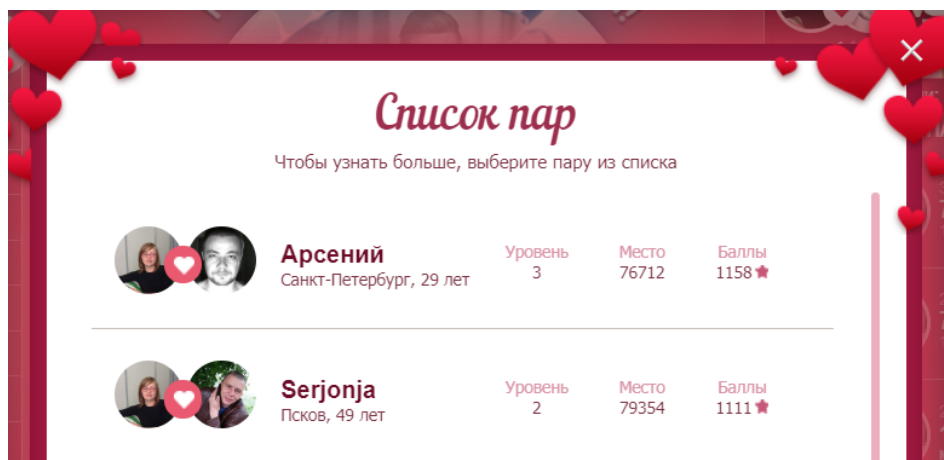 Список пар
Чтобы узнать больше, выберите пару из списка
Арсений
Санкт-Петербург, 29 лет
Уровень
3
Место
76712
Баллы
1158
Serjonja
Псков, 49 лет
Уровень
2
Место
79354
Баллы
1111